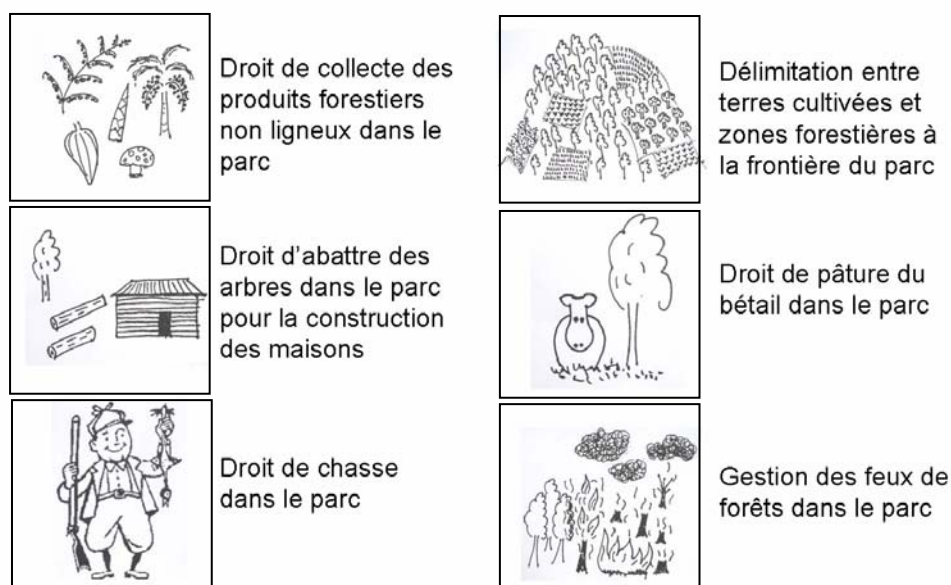 Droit de collecte des
produits forestiers
non ligneux dans le
parc
Délimitation entre
terres cultivées et
zones forestières à
la frontière du parc
Droit d'abattre des
arbres dans le parc
pour la construction
des maisons
Droit de pâture du
bétail dans le parc
Droit de chasse
dans le parc
Gestion des feux de
forêts dans le parc